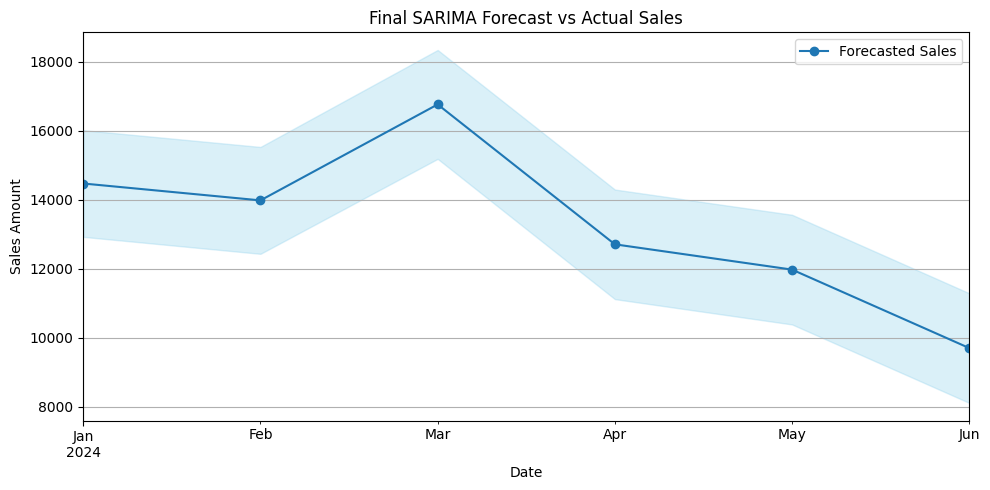 Final SARIMA Forecast vs Actual Sales
Forecasted Sales
Sales Amount
18000
16000
14000
12000
10000
8000
Jan
2024
Feb
Mar
Apr
May
Jun
Date